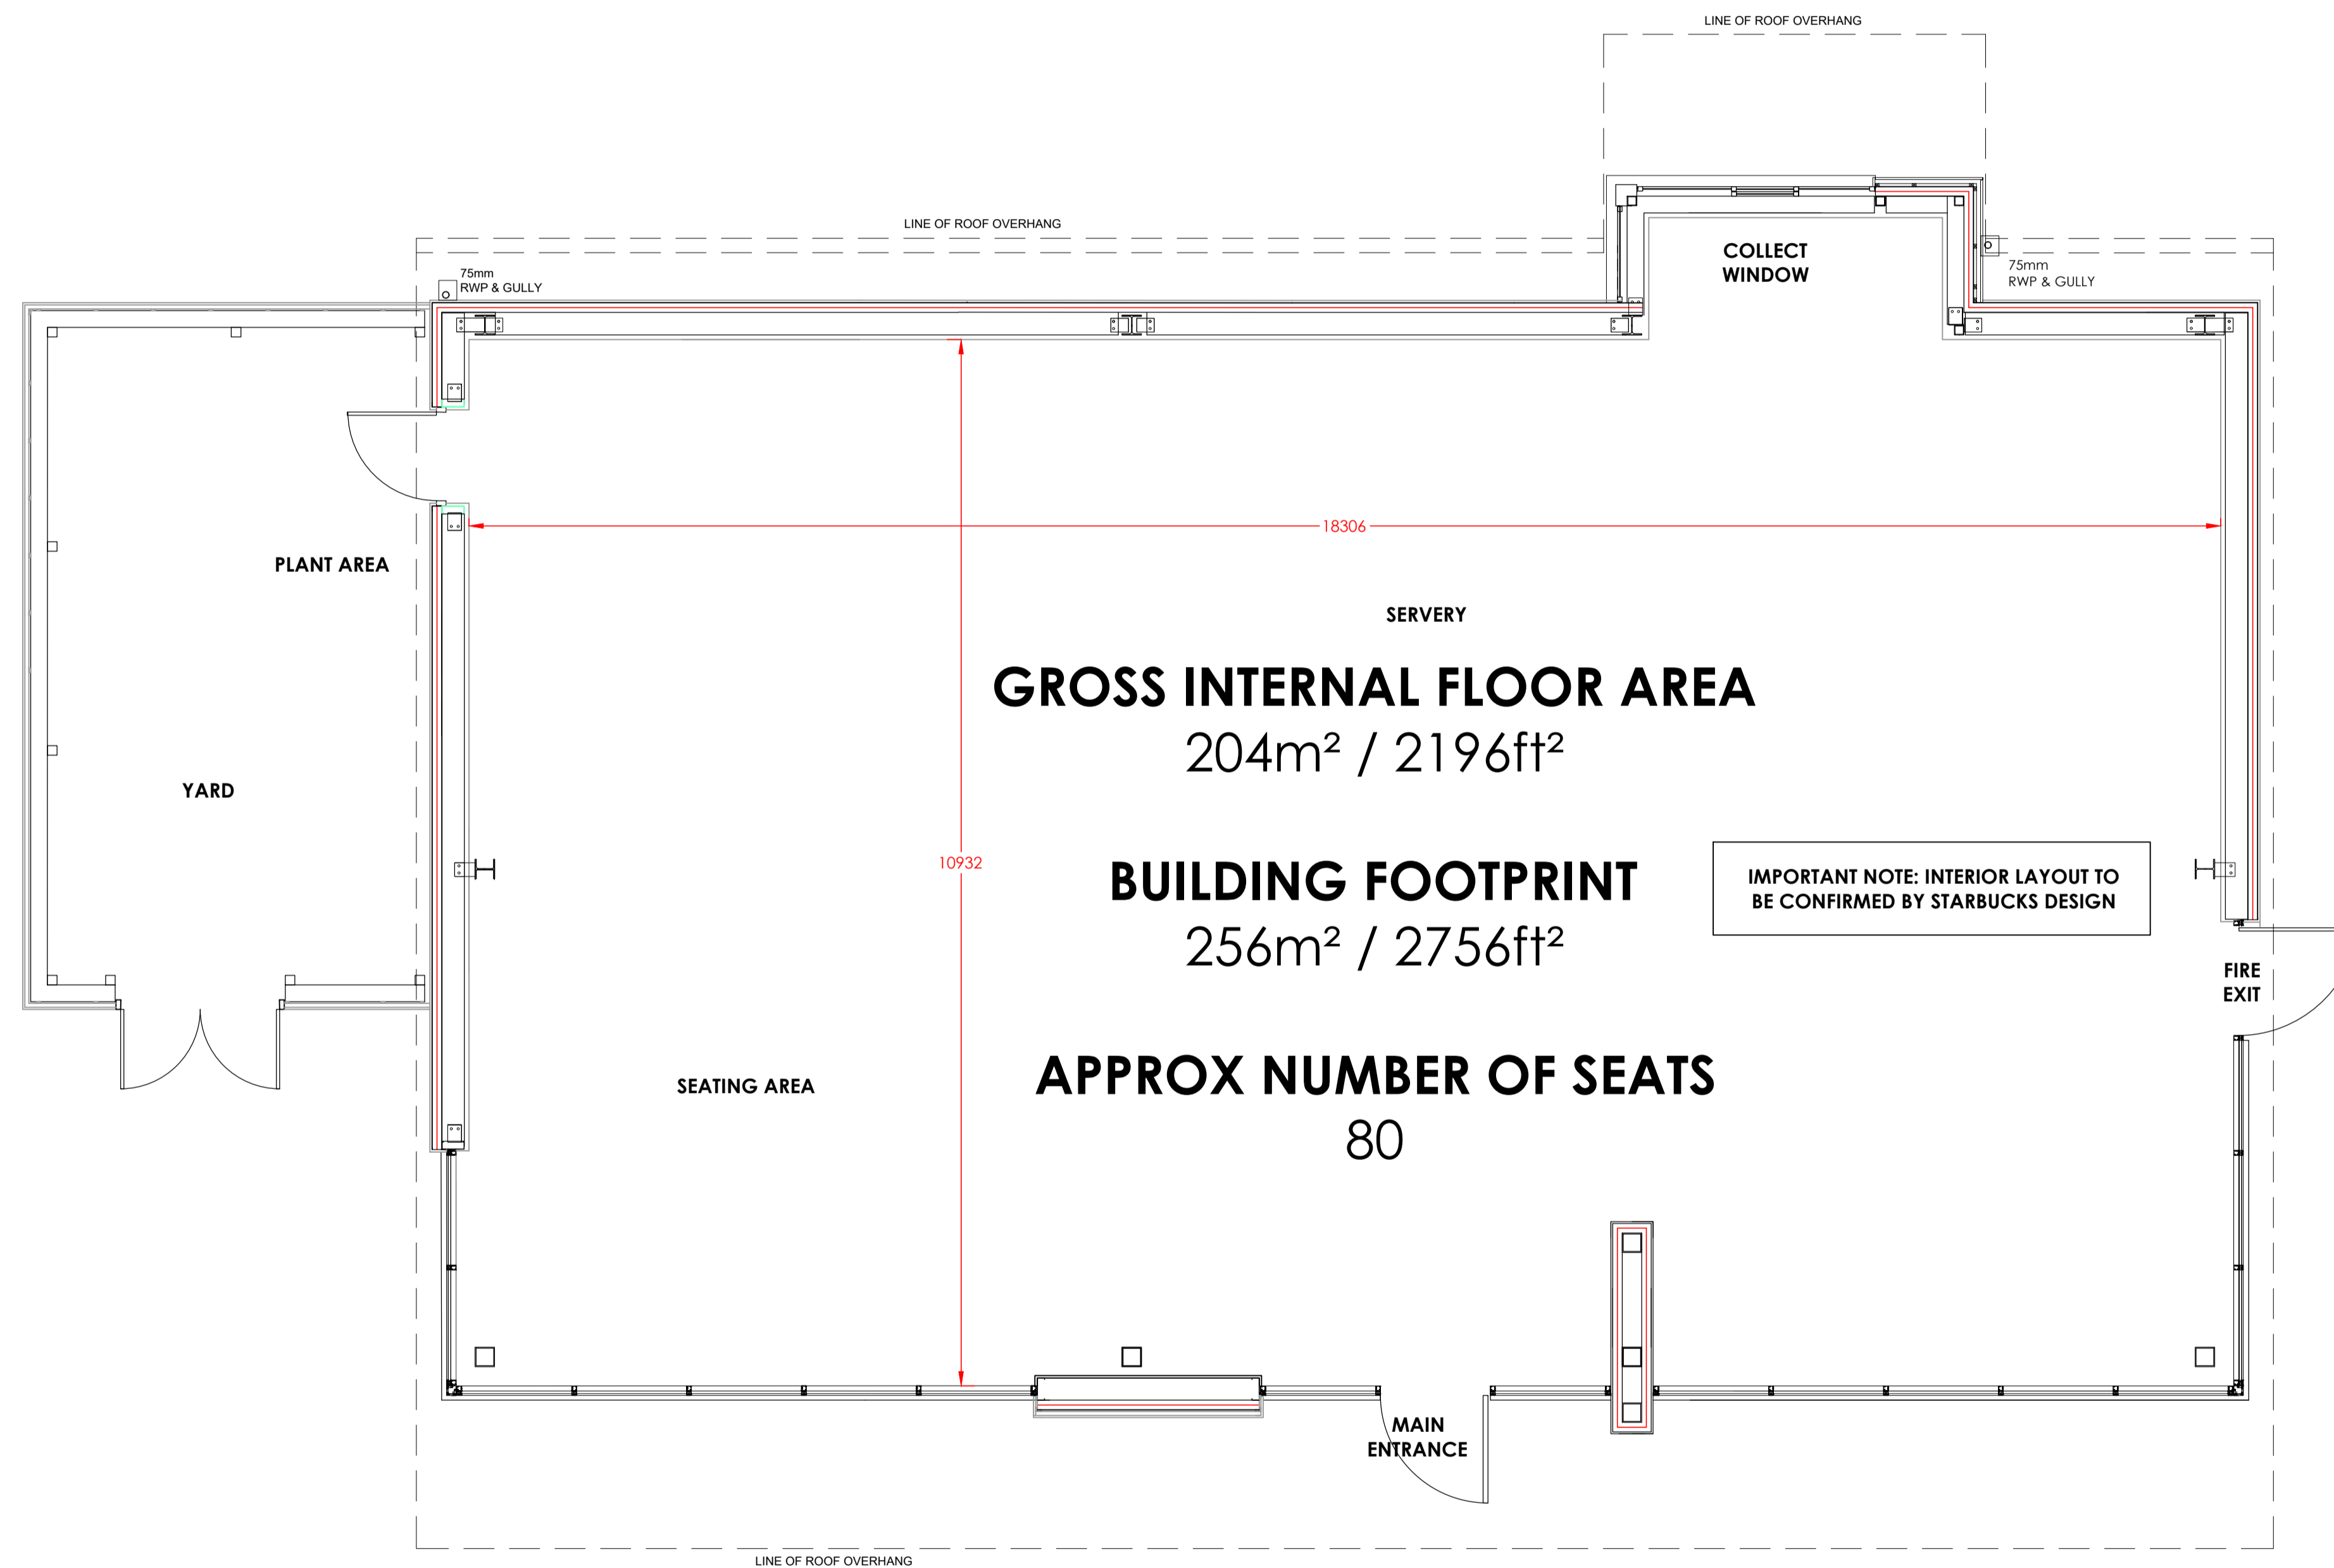 LINE OF ROOF OVERHANG
LINE OF ROOF OVERHANG
COLLECT
WINDOW
75mm
RWP & GULLY
75mm
RWP & GULLY
18306
PLANT AREA
SERVERY
GROSS INTERNAL FLOOR AREA
204m² / 2196ft²
YARD
10932
BUILDING FOOTPRINT
256m² / 2756ft²
IMPORTANT NOTE: INTERIOR LAYOUT TO
BE CONFIRMED BY STARBUCKS DESIGN
FIRE
EXIT
SEATING AREA
APPROX NUMBER OF SEATS
80
MAIN
ENTRANCE
LINE OF ROOF OVERHANG